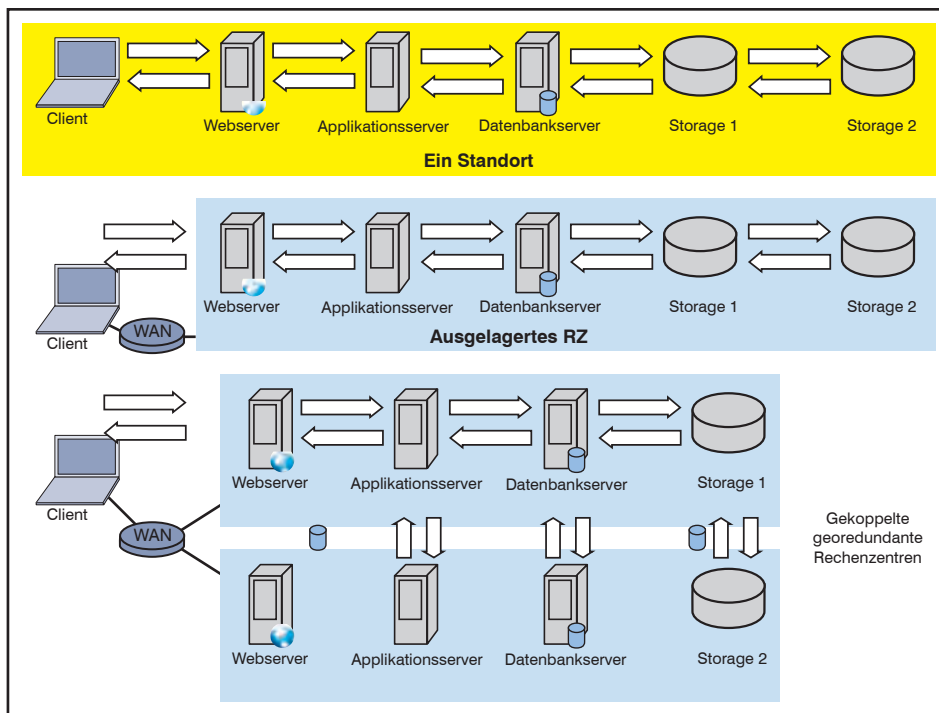 Client
Webserver
Applikationsserver
Datenbankserver
Storage 1
Storage 2
Ein Standort
Client
WAN
Webserver
Applikationsserver
Datenbankserver
Storage 1
Storage 2
Ausgelagertes RZ
Client
WAN
Webserver
Applikationsserver
Datenbankserver
Storage 1
Gekoppelte
georedundante
Rechenzentren
Webserver
Applikationsserver
Datenbankserver
Storage 2